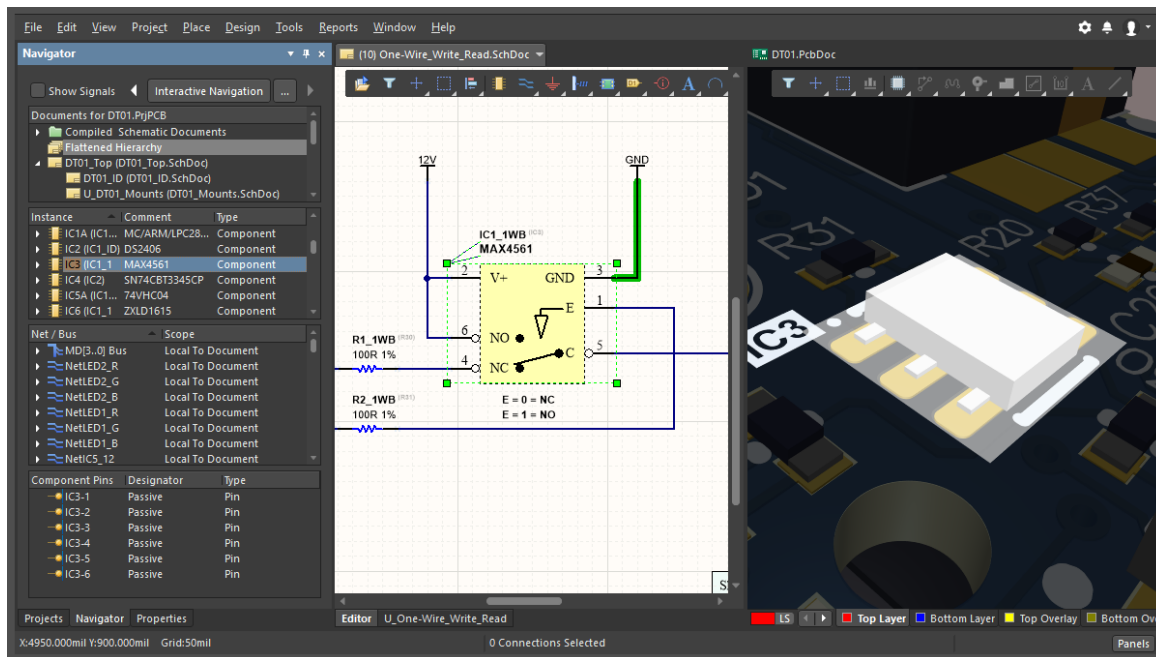 File Edit View Project Place Design Tools Reports Window Help
Navigator
(10) One-Wire_Write_Read.SchDoc
DT01.PcbDoc
Show Signals
Interactive Navigation
...
Documents for DT01.PrjPCB
Compiled Schematic Documents
Flattened Hierarchy
DT01_Top (DT01_Top.SchDoc)
DT01_ID (DT01_ID.SchDoc)
U_DT01_Mounts (DT01_Mounts.SchDoc)
Instance Comment Type
IC1A (IC1... MC/ARM/LPC28... Component
IC2 (IC1_ID) DS2406 Component
IC3 (IC1_1 MAX4561 Component
IC4 (IC2) SN74CBT3345CP Component
IC5A (IC1... 74VHC04 Component
IC6 (IC1_1 ZXLD1615 Component
Net / Bus Scope
MD[3..0] Bus Local To Document
NetLED2_R Local To Document
NetLED2_G Local To Document
NetLED2_B Local To Document
NetLED1_R Local To Document
NetLED1_G Local To Document
NetLED1_B Local To Document
NetIC5_12 Local To Document
Component Pins Designator Type
IC3-1 Passive Pin
IC3-2 Passive Pin
IC3-3 Passive Pin
IC3-4 Passive Pin
IC3-5 Passive Pin
IC3-6 Passive Pin
Projects Navigator Properties
12V
GND
IC1_1WB (IC3)
MAX4561
2 V+ GND 3
E 1
6 NO
C 5
4 NC
R1_1WB (R30)
100R 1%
R2_1WB (R31)
100R 1%
E = 0 = NC
E = 1 = NO
Editor U_One-Wire_Write_Read
R31
R20
R37
IC3
LS Top Layer Bottom Layer Top Overlay Bottom Ov
X:4950.000mil Y:900.000mil Grid:50mil
0 Connections Selected
Panels